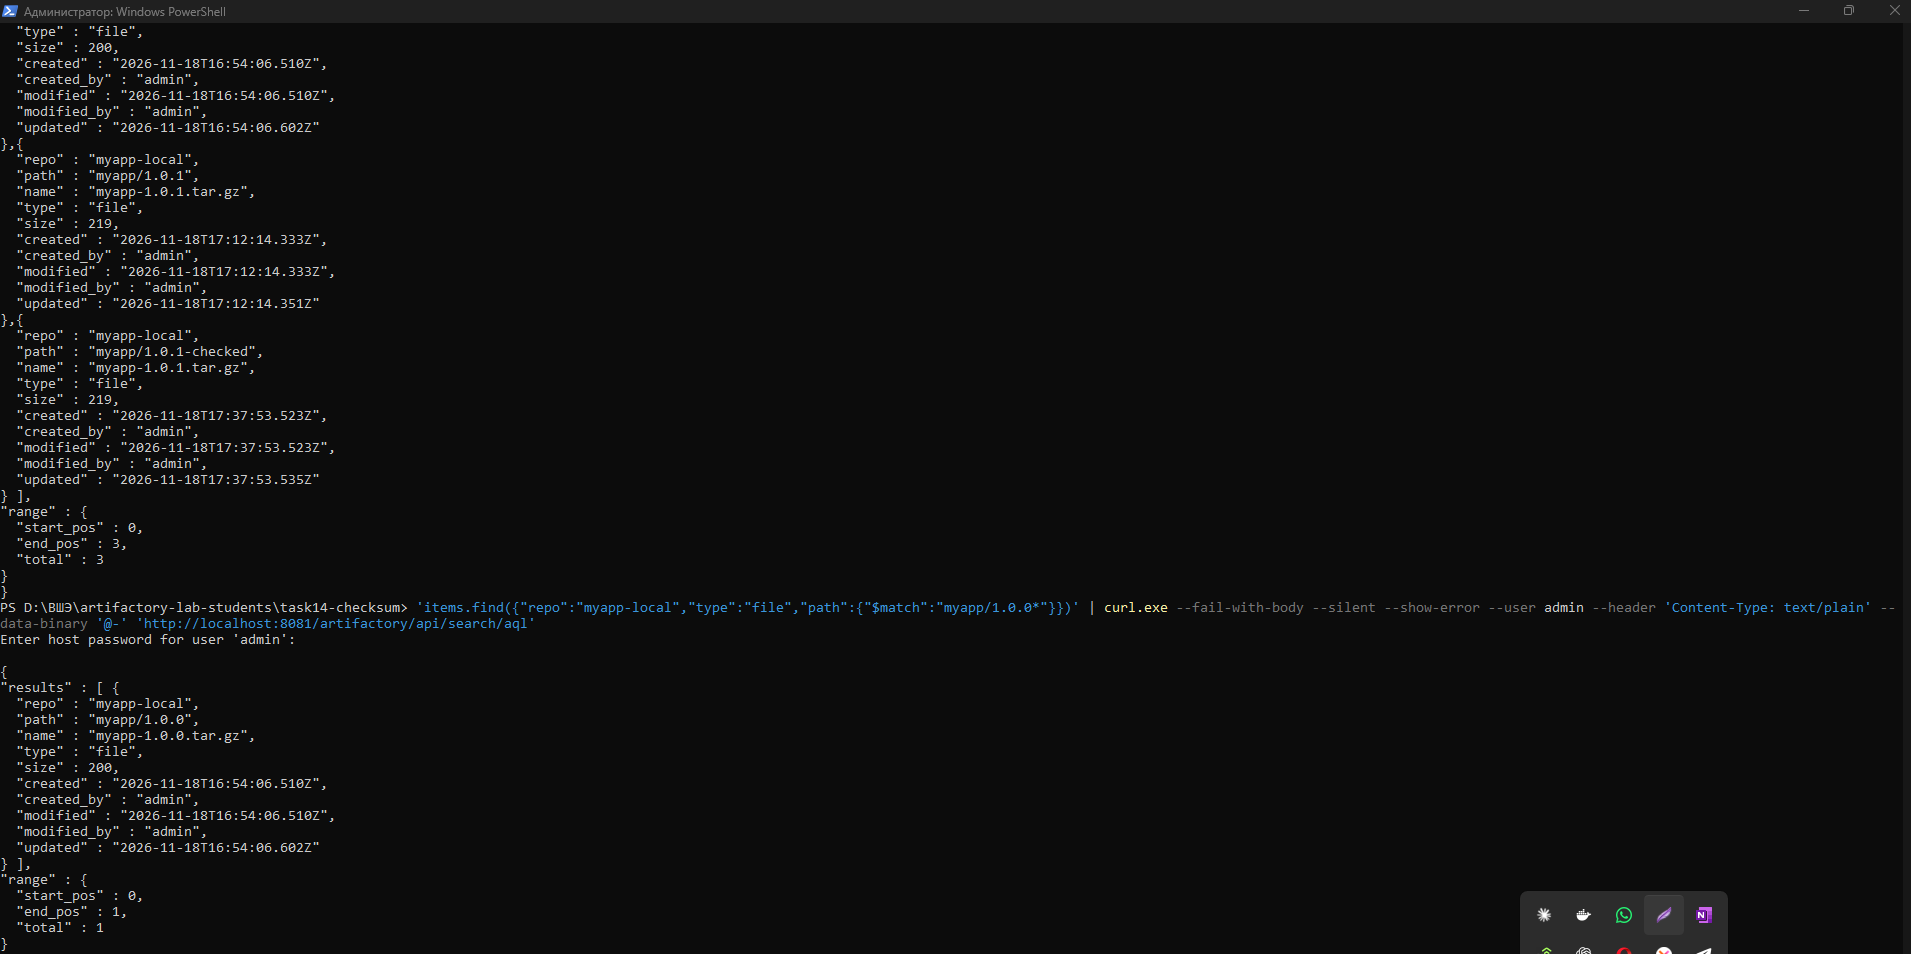 Администратор: Windows PowerShell
"type" : "file",
"size" : 200,
"created" : "2026-11-18T16:54:06.510Z",
"created_by" : "admin",
"modified" : "2026-11-18T16:54:06.510Z",
"modified_by" : "admin",
"updated" : "2026-11-18T16:54:06.602Z"
},{
"repo" : "myapp-local",
"path" : "myapp/1.0.1",
"name" : "myapp-1.0.1.tar.gz",
"type" : "file",
"size" : 219,
"created" : "2026-11-18T17:12:14.333Z",
"created_by" : "admin",
"modified" : "2026-11-18T17:12:14.333Z",
"modified_by" : "admin",
"updated" : "2026-11-18T17:12:14.351Z"
},{
"repo" : "myapp-local",
"path" : "myapp/1.0.1-checked",
"name" : "myapp-1.0.1.tar.gz",
"type" : "file",
"size" : 219,
"created" : "2026-11-18T17:37:53.523Z",
"created_by" : "admin",
"modified" : "2026-11-18T17:37:53.523Z",
"modified_by" : "admin",
"updated" : "2026-11-18T17:37:53.535Z"
} ],
"range" : {
"start_pos" : 0,
"end_pos" : 3,
"total" : 3
}
}
PS D:\ВШЭ\artifactory-lab-students\task14-checksum> 'items.find({"repo":"myapp-local","type":"file","path":{"$match":"myapp/1.0.0*"}})' | curl.exe --fail-with-body --silent --show-error --user admin --header 'Content-Type: text/plain' --
data-binary '@-' 'http://localhost:8081/artifactory/api/search/aql'
Enter host password for user 'admin':
{
"results" : [ {
"repo" : "myapp-local",
"path" : "myapp/1.0.0",
"name" : "myapp-1.0.0.tar.gz",
"type" : "file",
"size" : 200,
"created" : "2026-11-18T16:54:06.510Z",
"created_by" : "admin",
"modified" : "2026-11-18T16:54:06.510Z",
"modified_by" : "admin",
"updated" : "2026-11-18T16:54:06.602Z"
} ],
"range" : {
"start_pos" : 0,
"end_pos" : 1,
"total" : 1
}
N